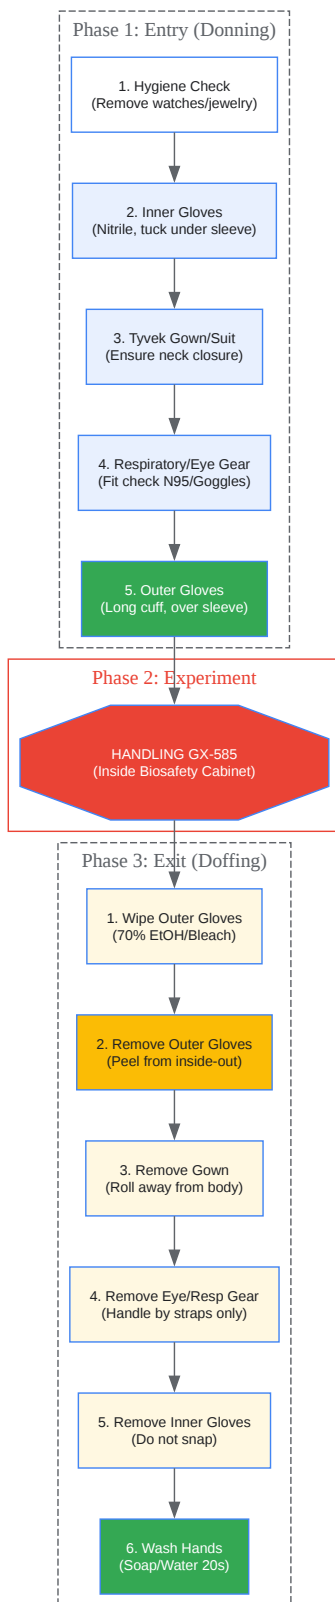 Phase 1: Entry (Donning)
1. Hygiene Check
(Remove watches/jewelry)
2. Inner Gloves
(Nitrile, tuck under sleeve)
3. Tyvek Gown/Suit
(Ensure neck closure)
4. Respiratory/Eye Gear
(Fit check N95/Goggles)
5. Outer Gloves
(Long cuff, over sleeve)
Phase 2: Experiment
HANDLING GX-585
(Inside Biosafety Cabinet)
Phase 3: Exit (Doffing)
1. Wipe Outer Gloves
(70% EtOH/Bleach)
2. Remove Outer Gloves
(Peel from inside-out)
3. Remove Gown
(Roll away from body)
4. Remove Eye/Resp Gear
(Handle by straps only)
5. Remove Inner Gloves
(Do not snap)
6. Wash Hands
(Soap/Water 20s)